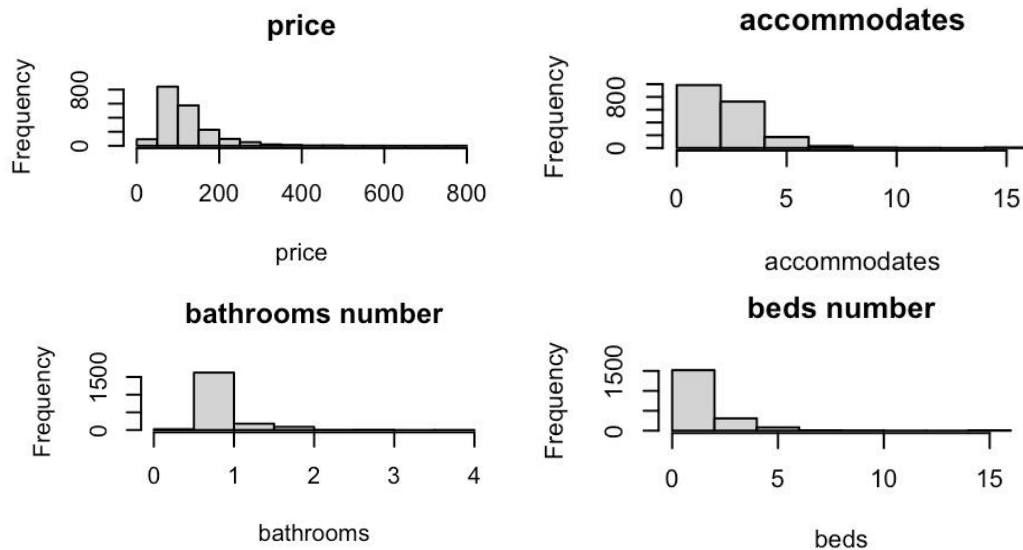 price
Frequency
800
0
0 200 400 600 800
price
accommodates
Frequency
800
0
0 5 10 15
accommodates
bathrooms number
Frequency
1500
0
0 1 2 3 4
bathrooms
beds number
Frequency
1500
0
0 5 10 15
beds